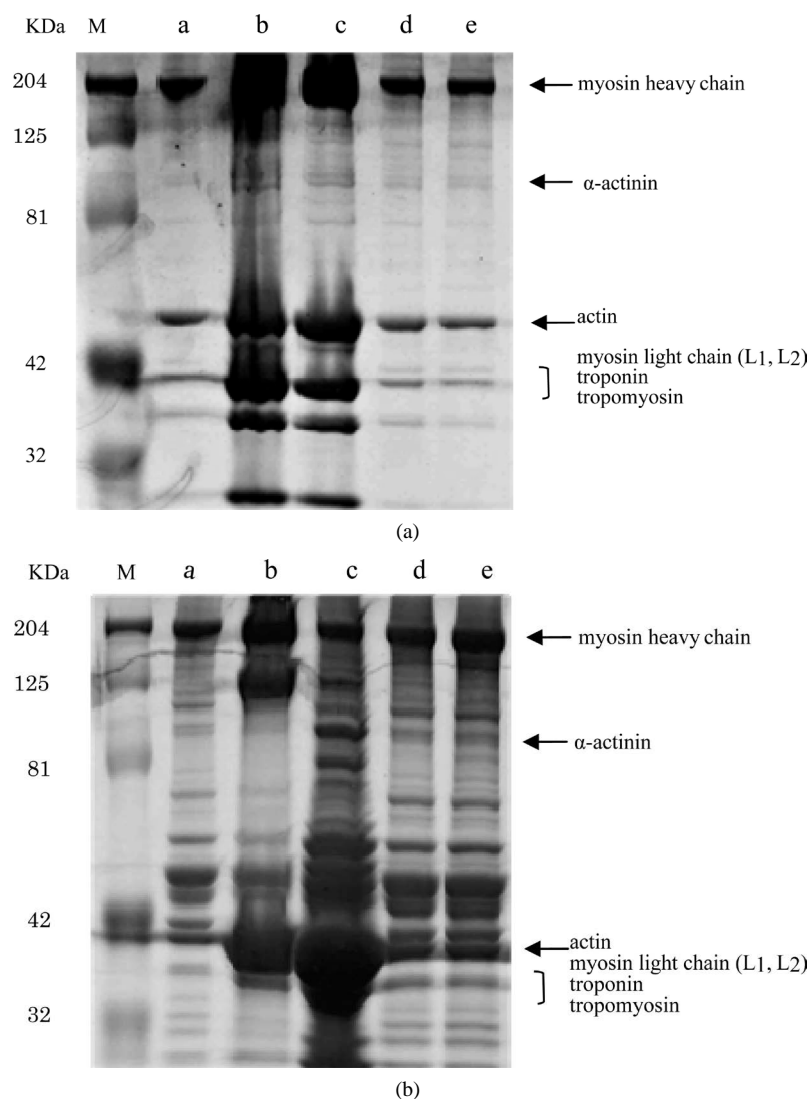 KDa M a b c d e
204 myosin heavy chain
125
α-actinin
81
actin
42 myosin light chain (L1, L2)
troponin
tropomyosin
32
(a)
KDa M a b c d e
204 myosin heavy chain
125
α-actinin
81
42
actin
myosin light chain (L1, L2)
troponin
tropomyosin
32
(b)